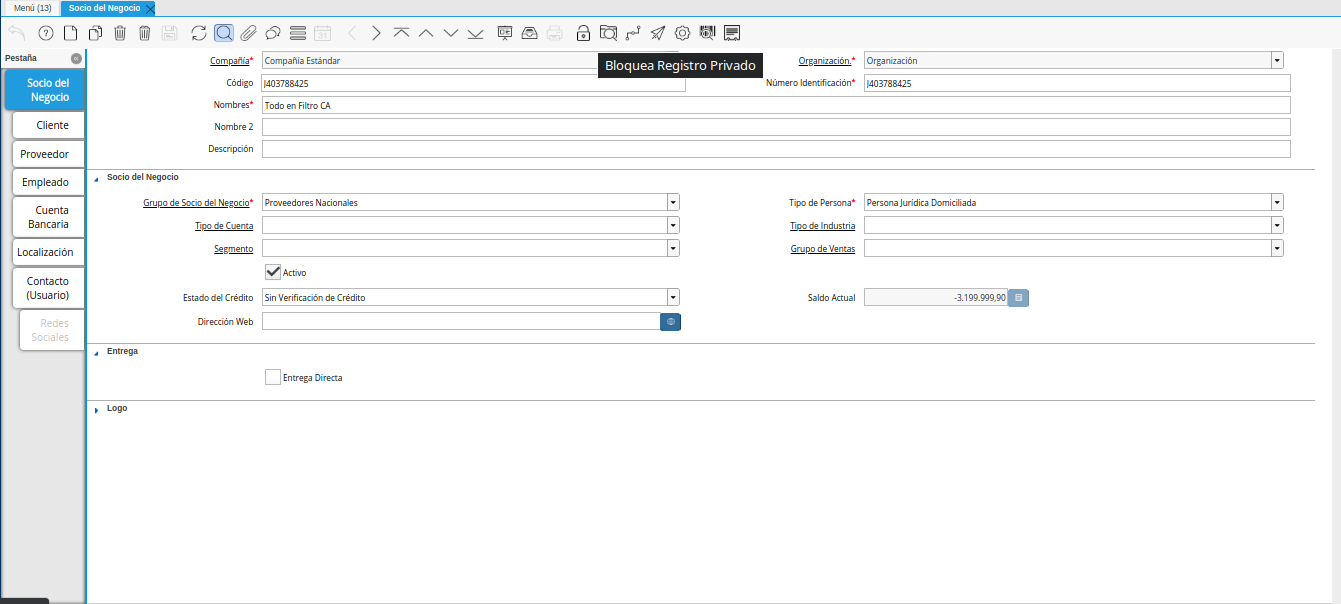 Menú (13) Socio del Negocio
Pestaña
Socio del
Negocio
Cliente
Proveedor
Empleado
Cuenta
Bancaria
Localización
Contacto
(Usuario)
Redes
Sociales
Compañía* Compañía Estándar Organización.* Organización
Bloquea Registro Privado
Código J403788425 Número Identificación* J403788425
Nombres* Todo en Filtro CA
Nombre 2
Descripción
Socio del Negocio
Grupo de Socio del Negocio* Proveedores Nacionales Tipo de Persona* Persona Jurídica Domiciliada
Tipo de Cuenta Tipo de Industria
Segmento Grupo de Ventas
Activo
Estado del Crédito Sin Verificación de Crédito Saldo Actual -3.199.999,90
Dirección Web
Entrega
Entrega Directa
Logo